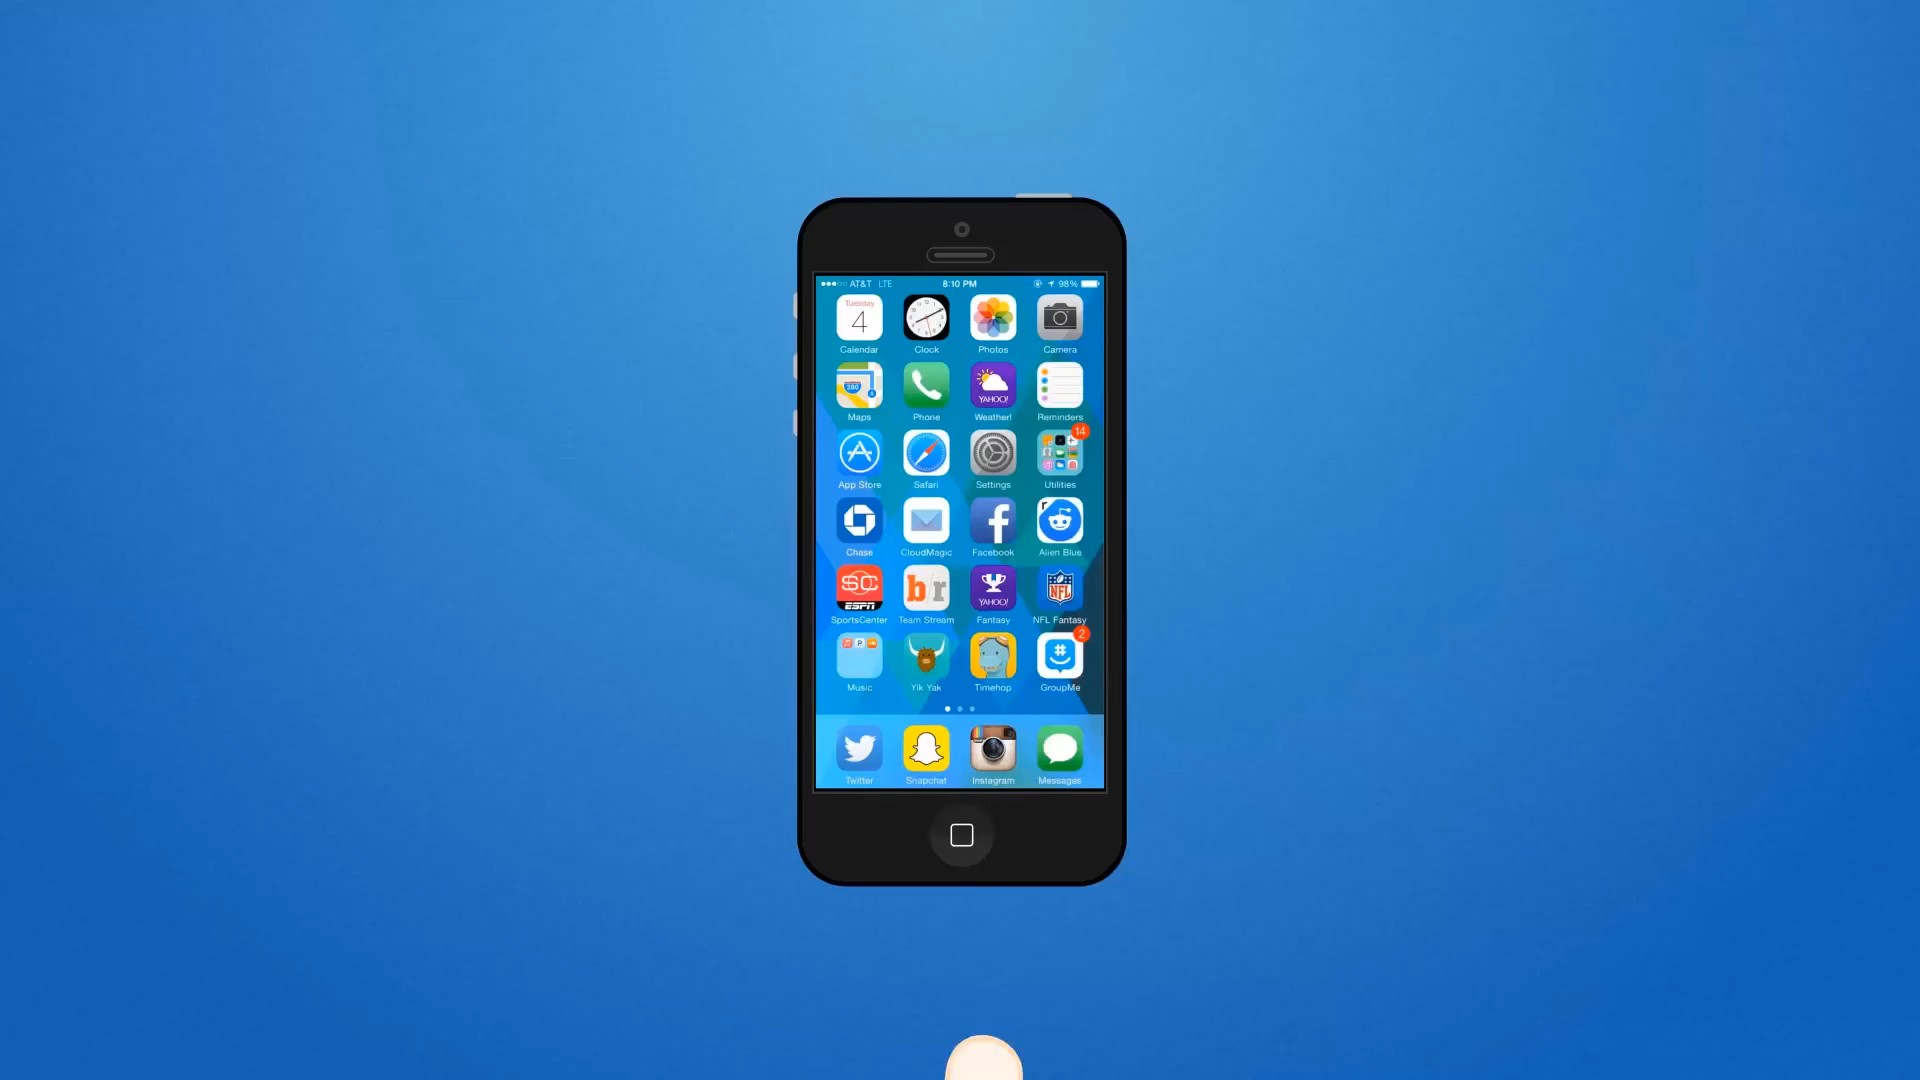 AT&T LTE 8:10 PM 98%
Tuesday
4
Calendar Clock Photos Camera
280
YAHOO!
Maps Phone Weather! Reminders
14
App Store Safari Settings Utilities
Chase CloudMagic Facebook Alien Blue
SC
ESPN
b/r
YAHOO!
NFL
SportsCenter Team Stream Fantasy NFL Fantasy
2
#
Music Yik Yak Timehop GroupMe
Twitter Snapchat Instagram Messages